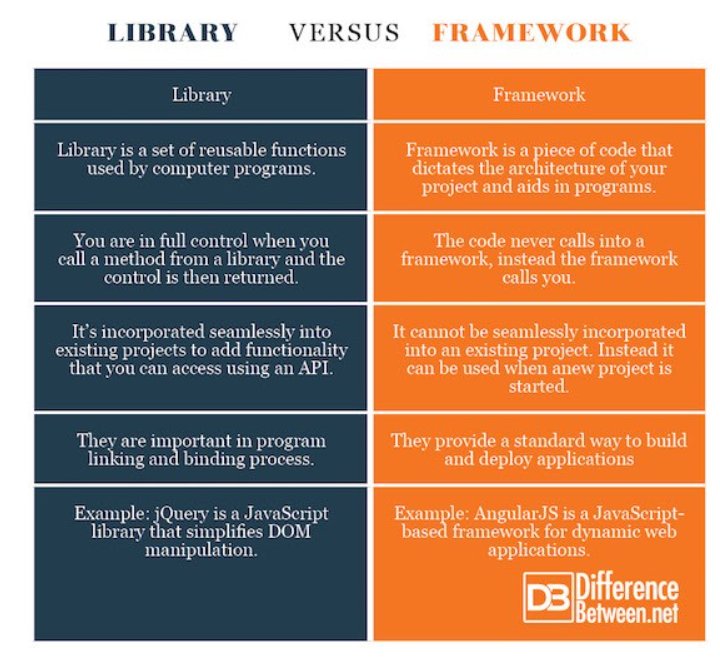 LIBRARY VERSUS FRAMEWORK
Library
Framework
Library is a set of reusable functions
used by computer programs.
Framework is a piece of code that
dictates the architecture of your
project and aids in programs.
You are in full control when you
call a method from a library and the
control is then returned.
The code never calls into a
framework, instead the framework
calls you.
It's incorporated seamlessly into
existing projects to add functionality
that you can access using an API.
It cannot be seamlessly incorporated
into an existing project. Instead it
can be used when anew project is
started.
They are important in program
linking and binding process.
They provide a standard way to build
and deploy applications
Example: jQuery is a JavaScript
library that simplifies DOM
manipulation.
Example: AngularJS is a JavaScript-
based framework for dynamic web
applications.
DB Difference
Between.net